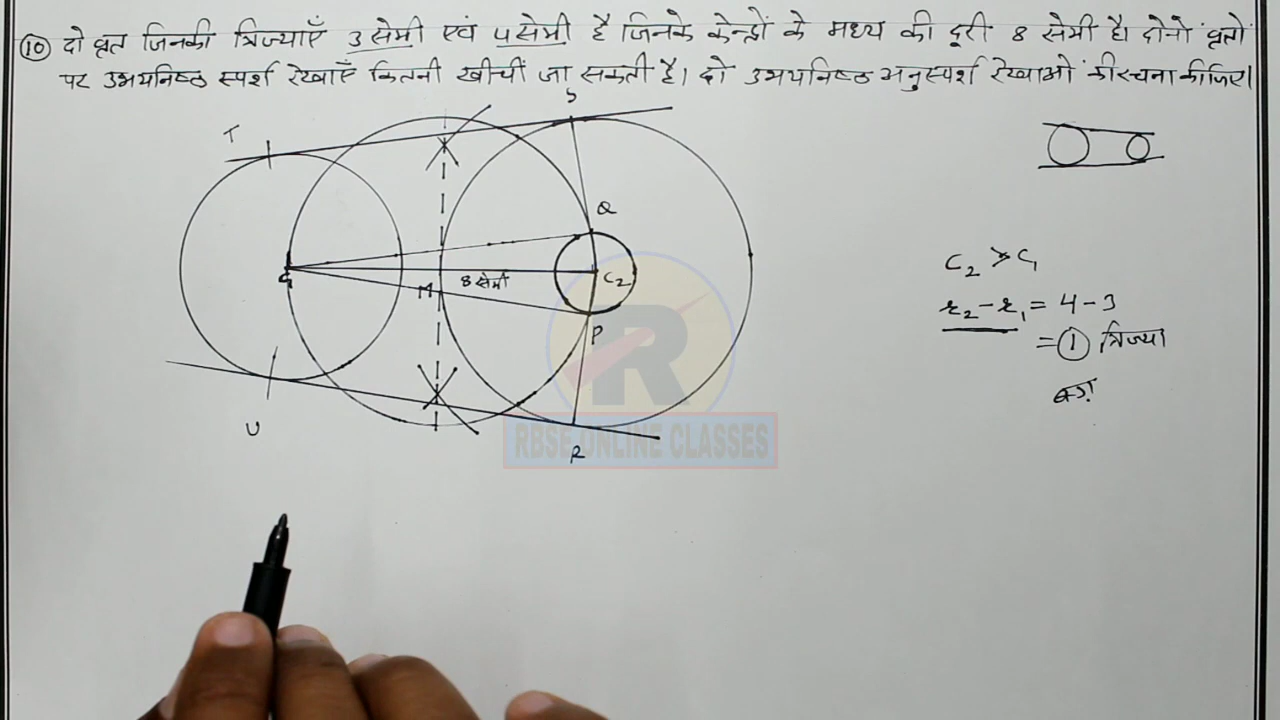 ⑩ दो वृत जिनकी त्रिज्याएँ 3 सेमी एवं 4 सेमी है जिनके केन्द्रों के मध्य की दूरी 8 सेमी है। दोनो वृतों
पर उभयनिष्ठ स्पर्श रेखाएँ कितनी खीचीं जा सकती है। दो उभयनिष्ठ अनुस्पर्श रेखाओं की रचना कीजिए।
S
T
Q
C₂ > C₁
C₁
8 सेमी
C₂
M
r₂ - r₁ = 4 - 3
P
= ① त्रिज्या
U
R
R
RBSE ONLINE CLASSES